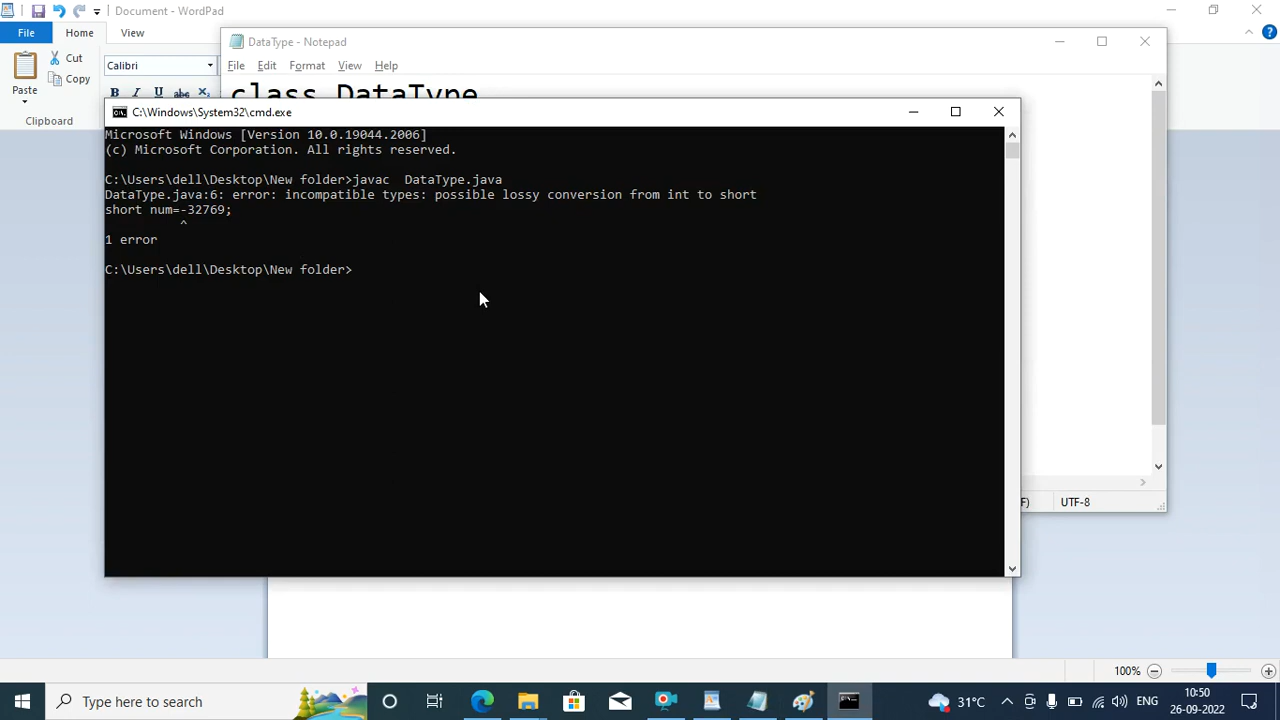 Document - WordPad
File Home View
Cut
Copy
Paste
Clipboard
Calibri
B I U abc X₂
DataType - Notepad
File Edit Format View Help
class DataType
C:\Windows\System32\cmd.exe
Microsoft Windows [Version 10.0.19044.2006]
(c) Microsoft Corporation. All rights reserved.
C:\Users\dell\Desktop\New folder>javac  DataType.java
DataType.java:6: error: incompatible types: possible lossy conversion from int to short
short num=-32769;
^
1 error
C:\Users\dell\Desktop\New folder>
F) UTF-8
100%
Type here to search
31°C
ENG
10:50
26-09-2022